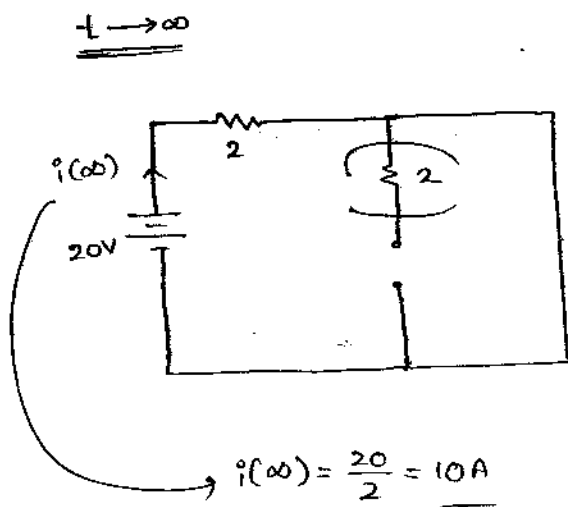 t → ∞
2
i(∞)
2
20V
i(∞) = 20/2 = 10A